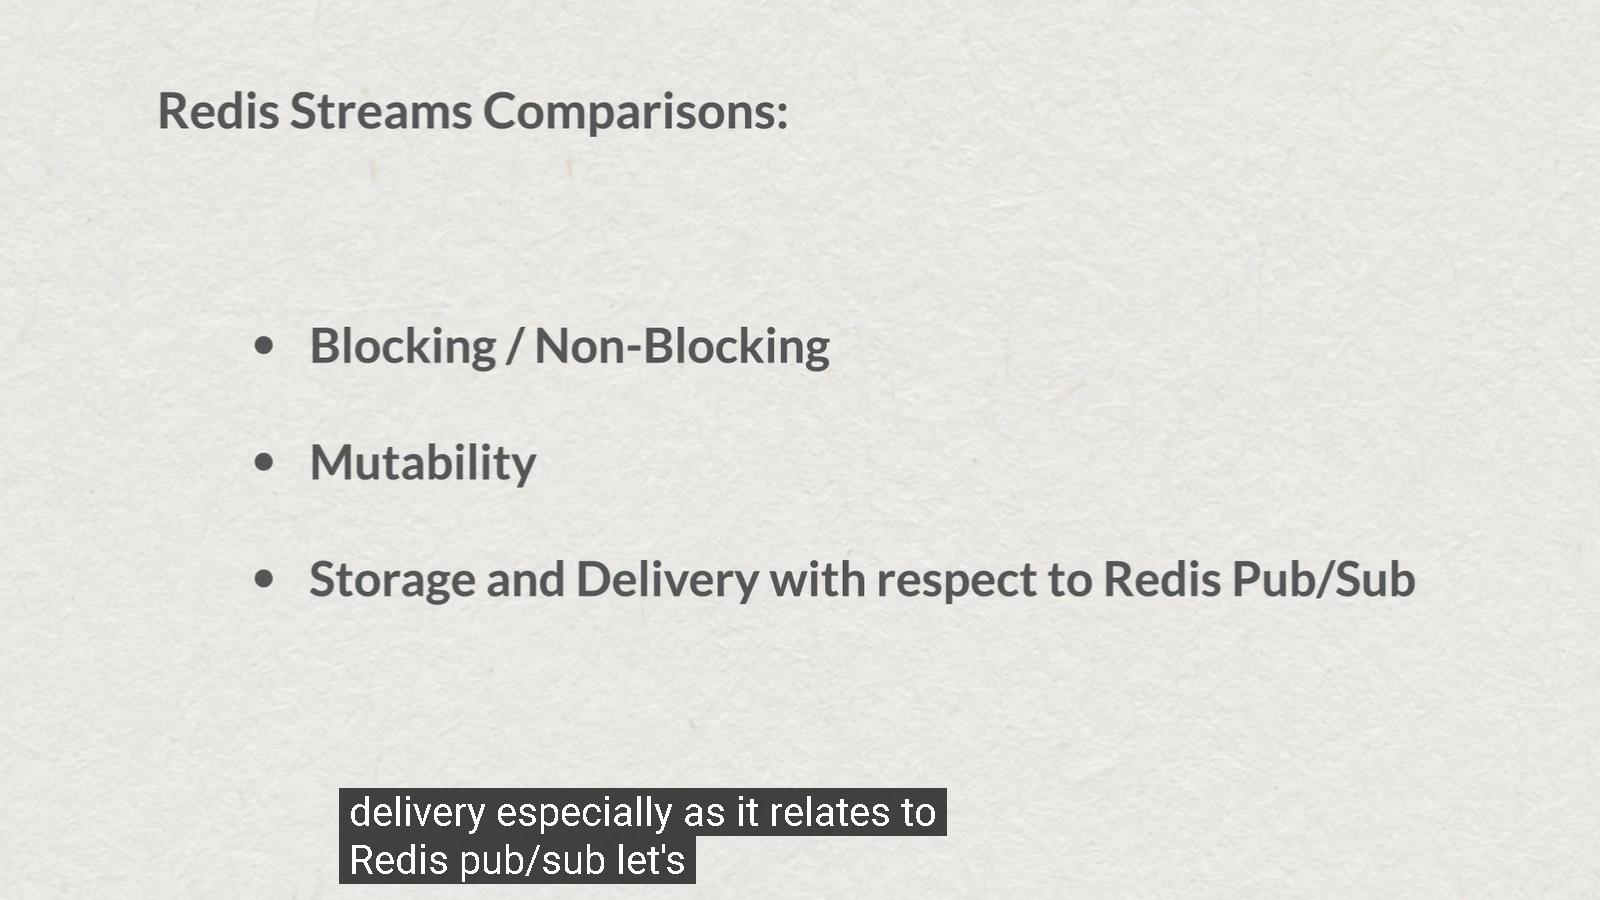 Redis Streams Comparisons:
• Blocking / Non-Blocking
• Mutability
• Storage and Delivery with respect to Redis Pub/Sub
delivery especially as it relates to
Redis pub/sub let's